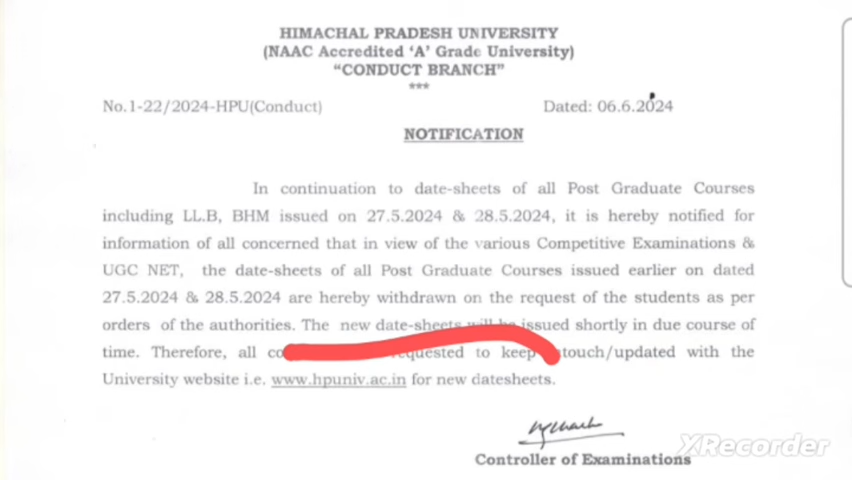 HIMACHAL PRADESH UNIVERSITY
(NAAC Accredited 'A' Grade University)
"CONDUCT BRANCH"
***
No.1-22/2024-HPU(Conduct) Dated: 06.6.2024
NOTIFICATION
In continuation to date-sheets of all Post Graduate Courses
including LL.B, BHM issued on 27.5.2024 & 28.5.2024, it is hereby notified for
information of all concerned that in view of the various Competitive Examinations &
UGC NET, the date-sheets of all Post Graduate Courses issued earlier on dated
27.5.2024 & 28.5.2024 are hereby withdrawn on the request of the students as per
orders of the authorities. The new date-sheets will be issued shortly in due course of
time. Therefore, all requested to keep touch/updated with the
University website i.e. www.hpuniv.ac.in for new datesheets.
Controller of Examinations
XRecorder